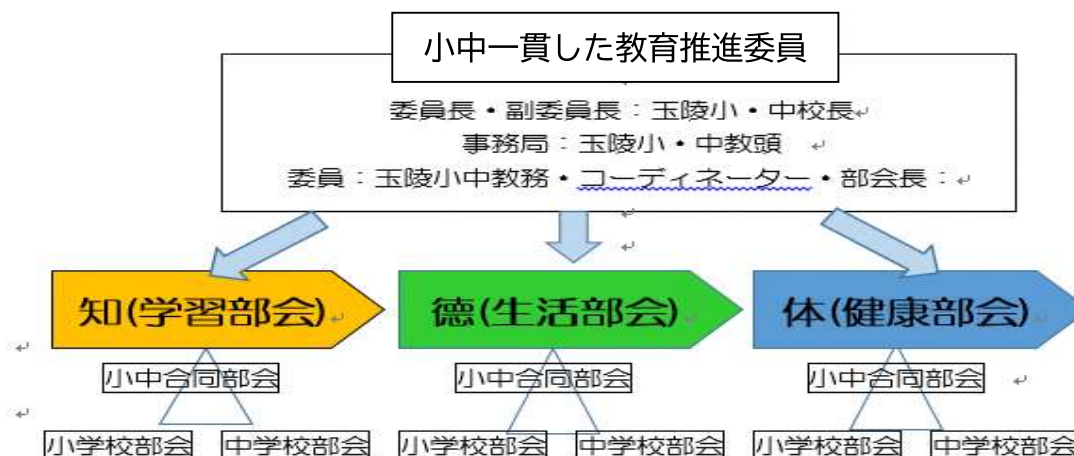 小中一貫した教育推進委員
委員長・副委員長：玉陵小・中校長
事務局：玉陵小・中教頭
委員：玉陵小中教務・コーディネーター・部会長：
知(学習部会)
徳(生活部会)
体(健康部会)
小中合同部会
小中合同部会
小中合同部会
小学校部会
中学校部会
小学校部会
中学校部会
小学校部会
中学校部会